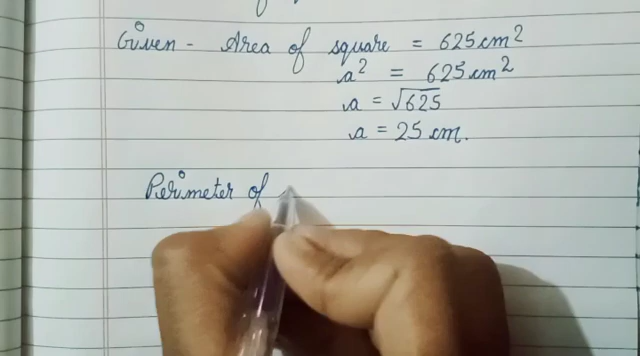 Given - Area of square = 625 cm²
a² = 625 cm²
a = √625
a = 25 cm.
Perimeter of